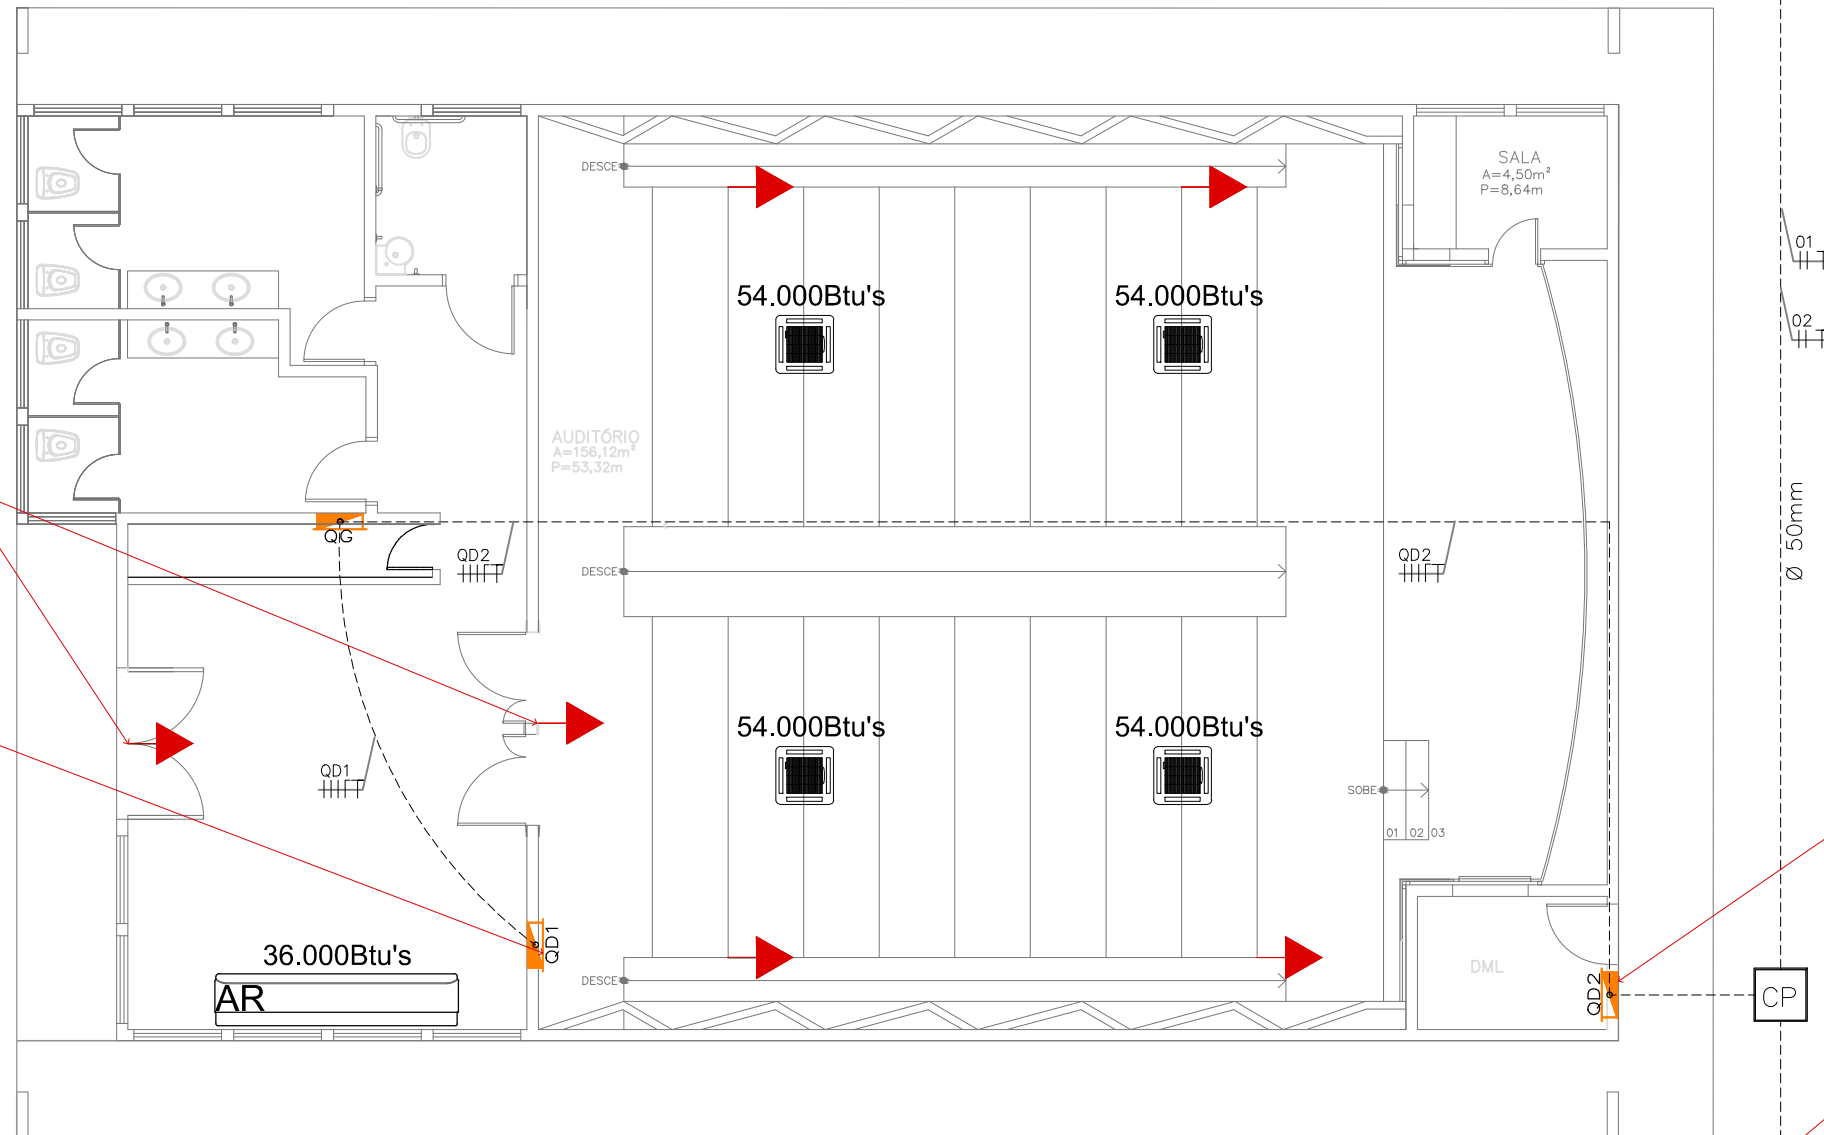 DESCE
SALA
A=4,50m²
P=8,64m
01
54.000Btu's
54.000Btu's
02
AUDITÓRIO
A=156,12m²
P=53,32m
Ø 50mm
QG
QD2
QD2
DESCE
54.000Btu's
54.000Btu's
QD1
SOBE
01 02 03
QD1
36.000Btu's
AR
DESCE
DML
QD2
CP